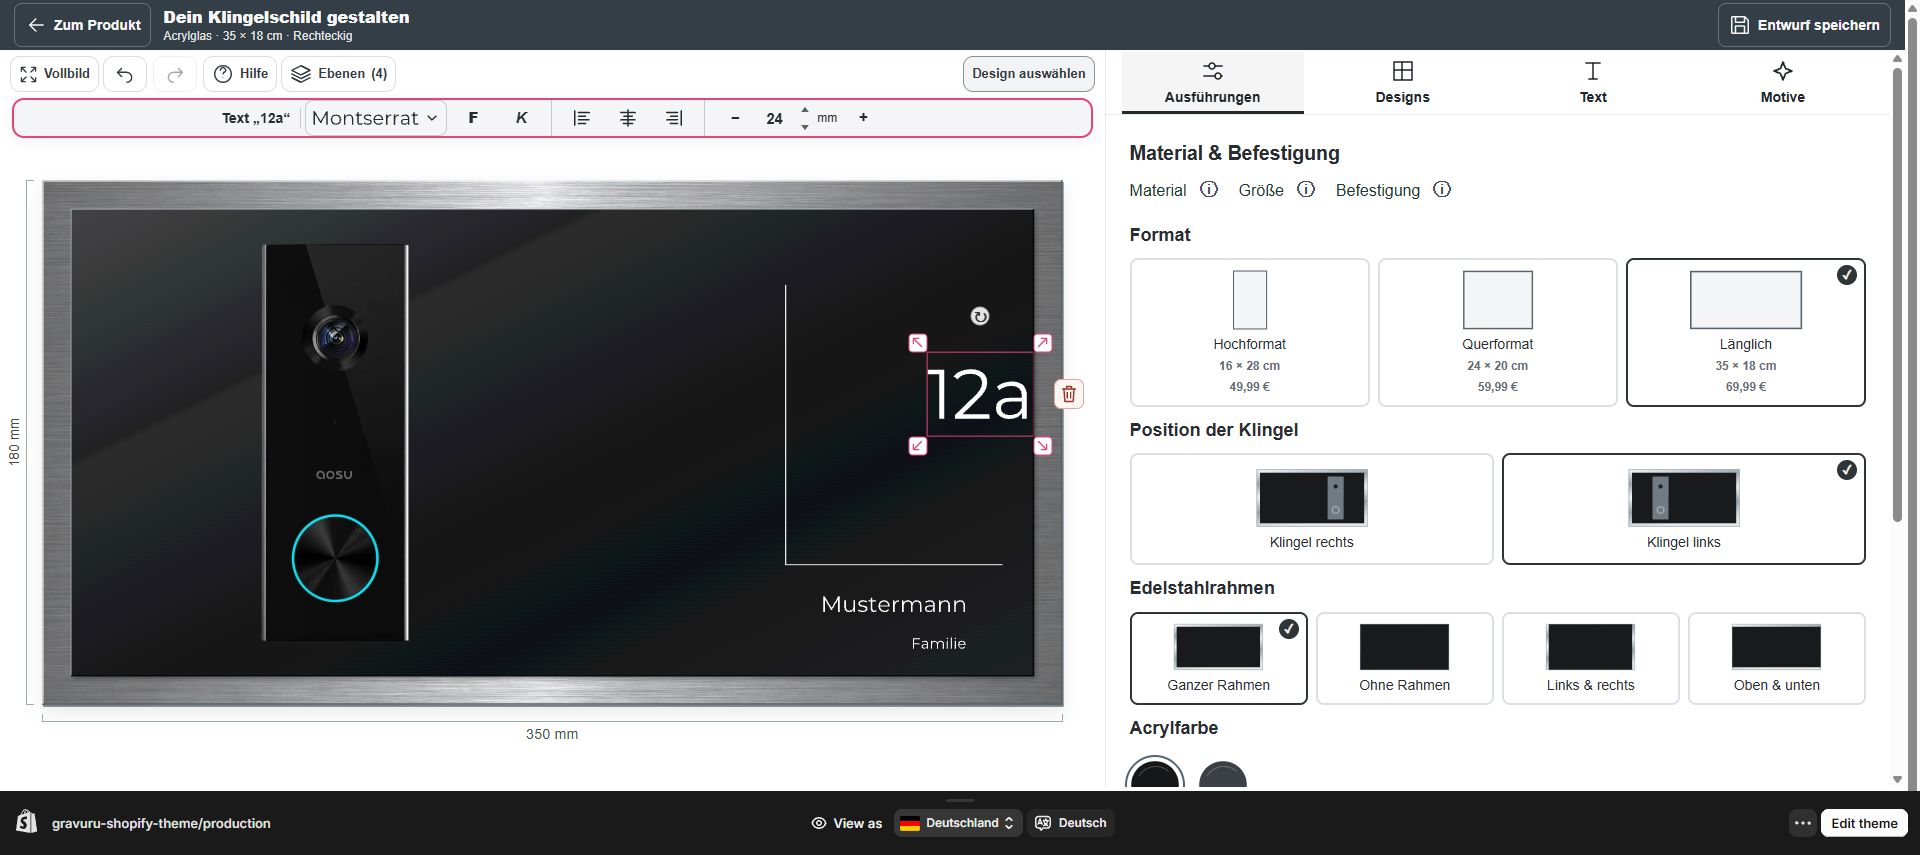 Zum Produkt
Dein Klingelschild gestalten
Acrylglas · 35 × 18 cm · Rechteckig
Entwurf speichern
Vollbild
Hilfe
Ebenen (4)
Design auswählen
Text „12a“
Montserrat
F
K
24
mm
Ausführungen
Designs
Text
Motive
Material & Befestigung
Material
Größe
Befestigung
Format
Hochformat
16 × 28 cm
49,99 €
Querformat
24 × 20 cm
59,99 €
Länglich
35 × 18 cm
69,99 €
Position der Klingel
Klingel rechts
Klingel links
Edelstahlrahmen
Ganzer Rahmen
Ohne Rahmen
Links & rechts
Oben & unten
Acrylfarbe
aosu
12a
Mustermann
Familie
180 mm
350 mm
gravuru-shopify-theme/production
View as
Deutschland
Deutsch
Edit theme